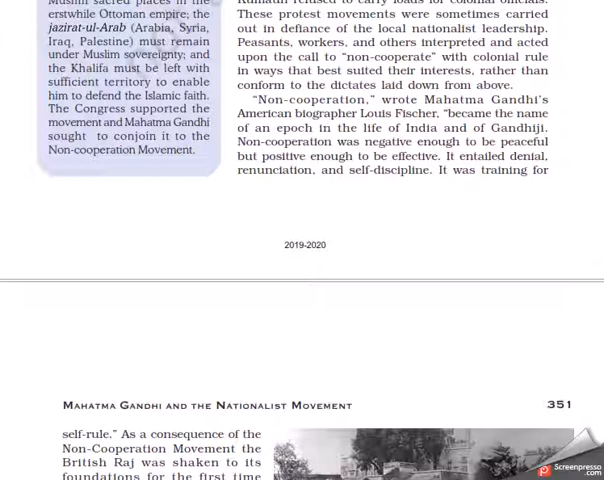 Muslim sacred places in the
erstwhile Ottoman empire; the
jazirat-ul-Arab (Arabia, Syria,
Iraq, Palestine) must remain
under Muslim sovereignty; and
the Khalifa must be left with
sufficient territory to enable
him to defend the Islamic faith.
The Congress supported the
movement and Mahatma Gandhi
sought to conjoin it to the
Non-cooperation Movement.
Kumaun refused to carry loads for colonial officials.
These protest movements were sometimes carried
out in defiance of the local nationalist leadership.
Peasants, workers, and others interpreted and acted
upon the call to “non-cooperate” with colonial rule
in ways that best suited their interests, rather than
conform to the dictates laid down from above.
“Non-cooperation,” wrote Mahatma Gandhi’s
American biographer Louis Fischer, “became the name
of an epoch in the life of India and of Gandhiji.
Non-cooperation was negative enough to be peaceful
but positive enough to be effective. It entailed denial,
renunciation, and self-discipline. It was training for
2019-2020
MAHATMA GANDHI AND THE NATIONALIST MOVEMENT
351
self-rule.” As a consequence of the
Non-Cooperation Movement the
British Raj was shaken to its
foundations for the first time
Screenpresso.com